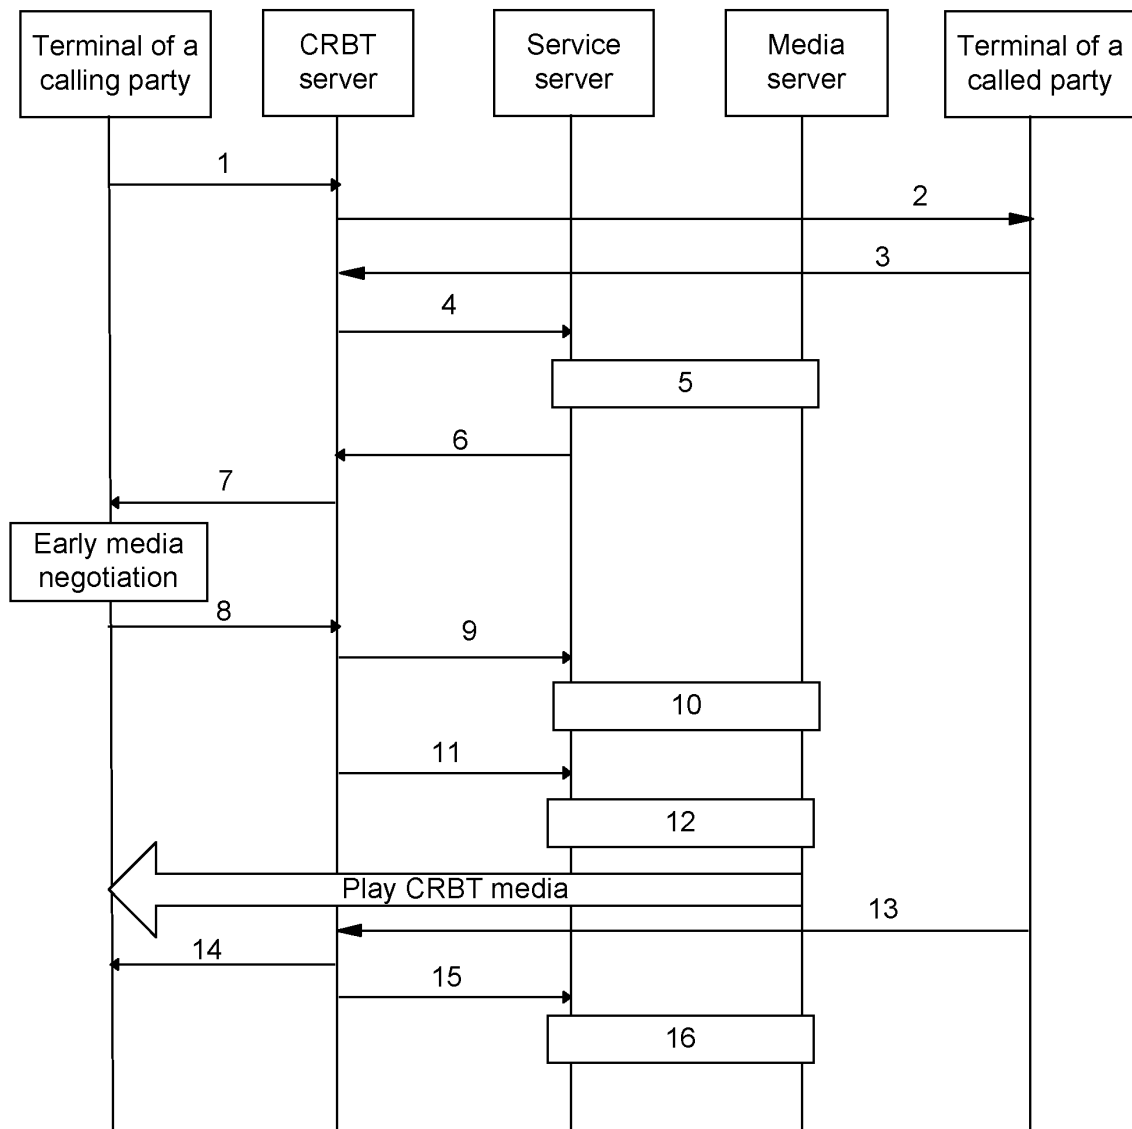 Terminal of a
calling party
CRBT
server
Service
server
Media
server
Terminal of a
called party
1
2
3
4
5
6
7
Early media
negotiation
8
9
10
11
12
Play CRBT media
13
14
15
16